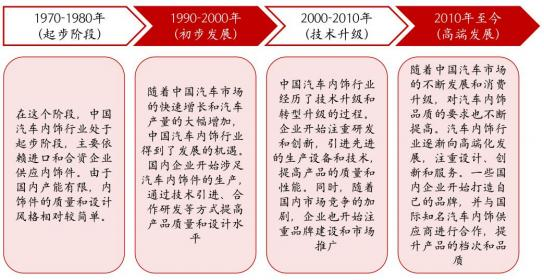 1970-1980年
（起步阶段）
1990-2000年
（初步发展）
2000-2010年
（技术升级）
2010年至今
（高端发展）
在这个阶段，中国
汽车内饰行业处于
起步阶段，主要依
赖进口和合资企业
供应内饰件。由于
国内产能有限，内
饰件的质量和设计
风格相对较简单。
随着中国汽车市场
的快速增长和汽车
产量的大幅增加，
中国汽车内饰行业
得到了发展的机遇。
国内企业开始涉足
汽车内饰件的生产，
通过技术引进、合
作研发等方式提高
产品质量和设计水
平
中国汽车内饰行业
经历了技术升级和
转型升级的过程。
企业开始注重研发
和创新，引进先进
的生产设备和技术，
提高产品的质量和
性能。同时，随着
国内市场竞争的加
剧，企业也开始注
重品牌建设和市场
推广
随着中国汽车市场
的不断发展和消费
升级，对汽车内饰
品质的要求也不断
提高。汽车内饰行
业逐渐向高端化发
展，注重设计、创
新和服务。一些国
内企业开始打造自
己的品牌，并与国
际知名汽车内饰供
应商进行合作，提
升产品的档次和品
质